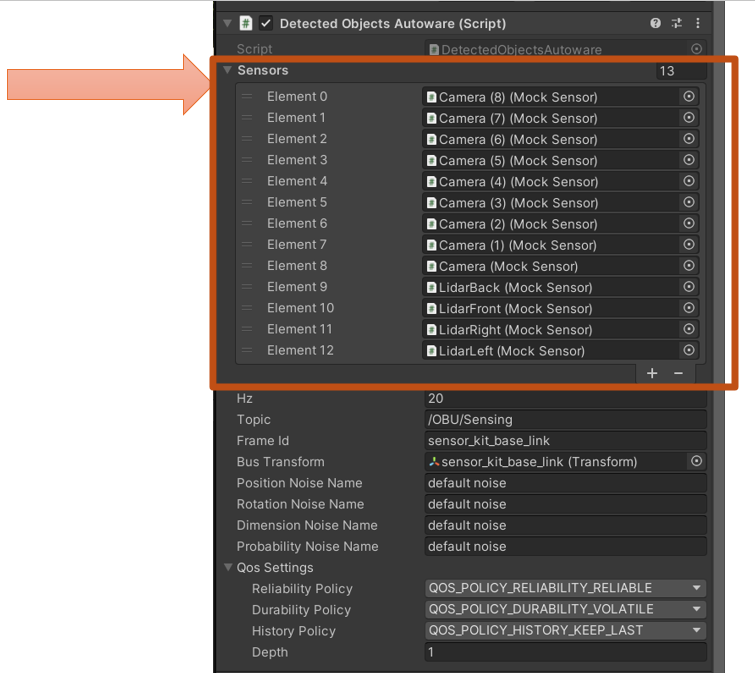 Detected Objects Autoware (Script)
Script DetectedObjectsAutoware
Sensors 13
Element 0 Camera (8) (Mock Sensor)
Element 1 Camera (7) (Mock Sensor)
Element 2 Camera (6) (Mock Sensor)
Element 3 Camera (5) (Mock Sensor)
Element 4 Camera (4) (Mock Sensor)
Element 5 Camera (3) (Mock Sensor)
Element 6 Camera (2) (Mock Sensor)
Element 7 Camera (1) (Mock Sensor)
Element 8 Camera (Mock Sensor)
Element 9 LidarBack (Mock Sensor)
Element 10 LidarFront (Mock Sensor)
Element 11 LidarRight (Mock Sensor)
Element 12 LidarLeft (Mock Sensor)
Hz 20
Topic /OBU/Sensing
Frame Id sensor_kit_base_link
Bus Transform sensor_kit_base_link (Transform)
Position Noise Name default noise
Rotation Noise Name default noise
Dimension Noise Name default noise
Probability Noise Name default noise
Qos Settings
Reliability Policy QOS_POLICY_RELIABILITY_RELIABLE
Durability Policy QOS_POLICY_DURABILITY_VOLATILE
History Policy QOS_POLICY_HISTORY_KEEP_LAST
Depth 1